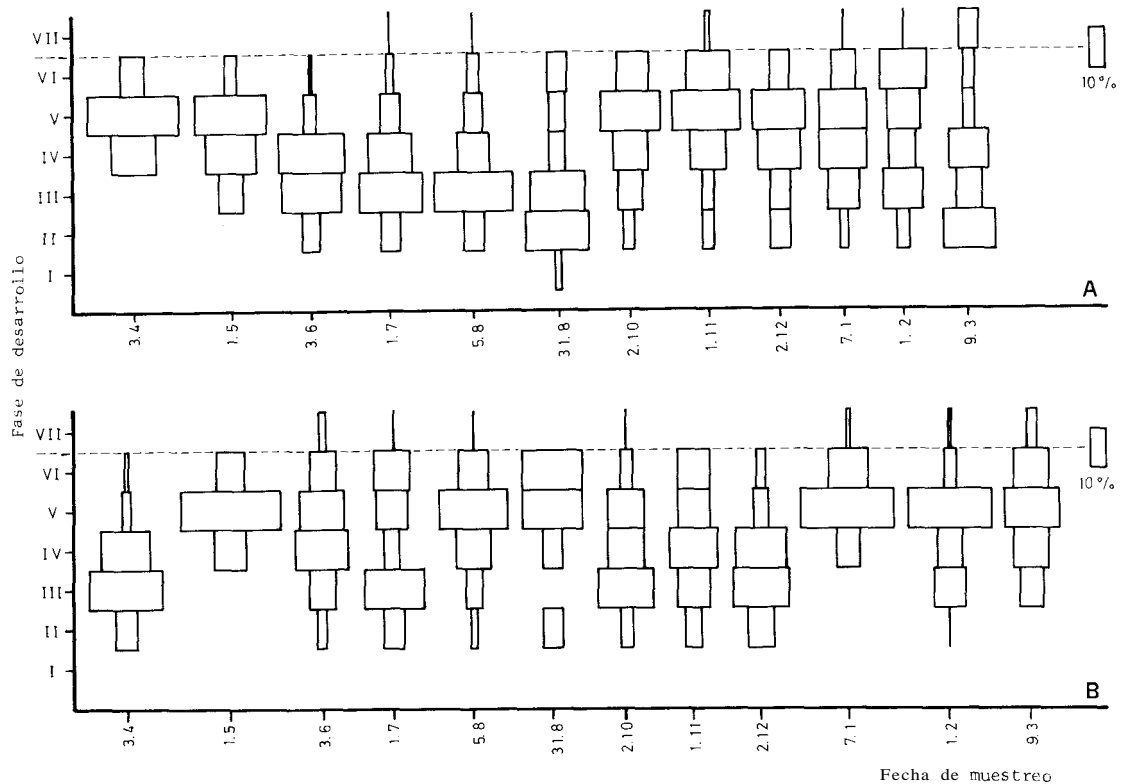 VII
VI
V
IV
III
II
I
10%
A
3.4
1.5
3.6
1.7
5.8
31.8
2.10
1.11
2.12
7.1
1.2
9.3
Fase de desarrollo
VII
VI
V
IV
III
II
I
10%
B
3.4
1.5
3.6
1.7
5.8
31.8
2.10
1.11
2.12
7.1
1.2
9.3
Fecha de muestreo